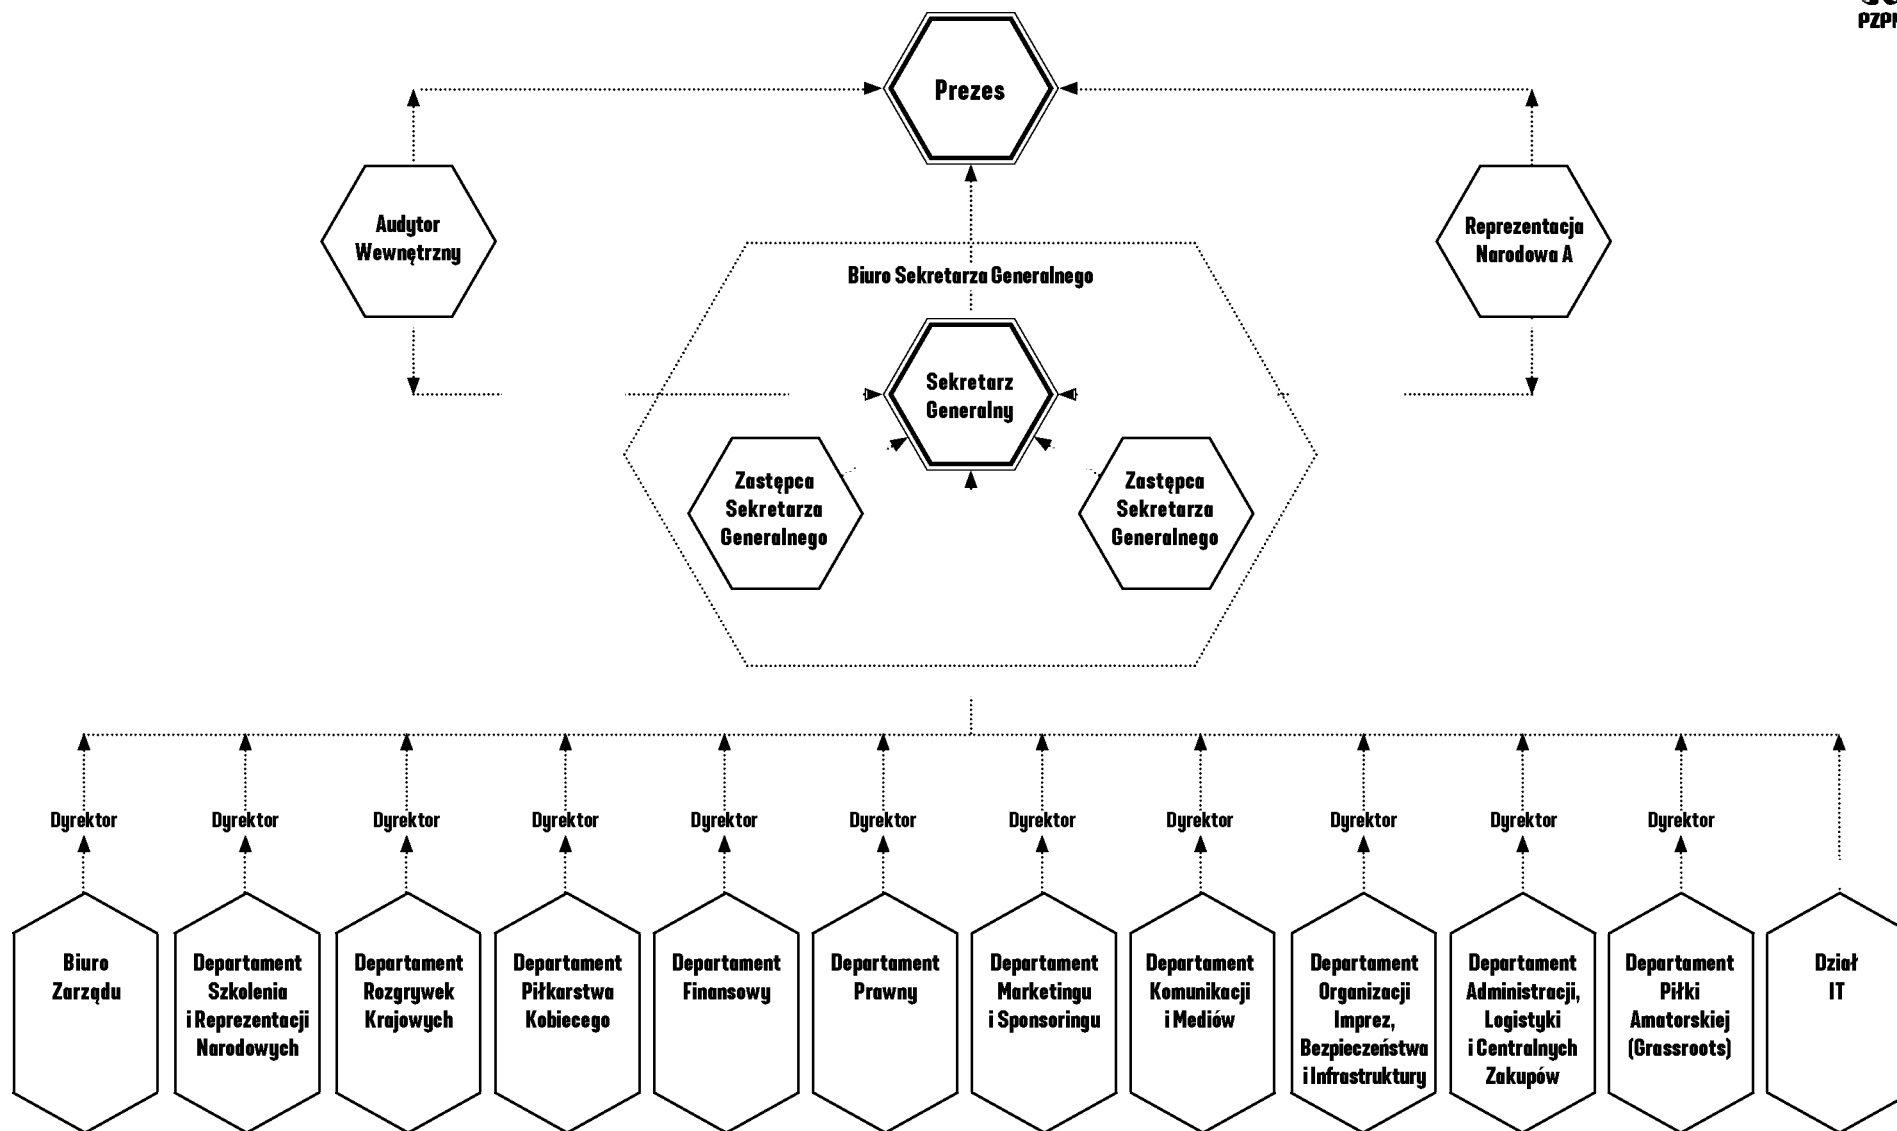 PZPN
Prezes
Audytor
Wewnętrzny
Reprezentacja
Narodowa A
Biuro Sekretarza Generalnego
Sekretarz
Generalny
Zastępca
Sekretarza
Generalnego
Zastępca
Sekretarza
Generalnego
Dyrektor
Dyrektor
Dyrektor
Dyrektor
Dyrektor
Dyrektor
Dyrektor
Dyrektor
Dyrektor
Dyrektor
Dyrektor
Biuro
Zarządu
Departament
Szkolenia
i Reprezentacji
Narodowych
Departament
Rozgrywek
Krajowych
Departament
Piłkarstwa
Kobiecego
Departament
Finansowy
Departament
Prawny
Departament
Marketingu
i Sponsoringu
Departament
Komunikacji
i Mediów
Departament
Organizacji
Imprez,
Bezpieczeństwa
i Infrastruktury
Departament
Administracji,
Logistyki
i Centralnych
Zakupów
Departament
Piłki
Amatorskiej
(Grassroots)
Dział
IT